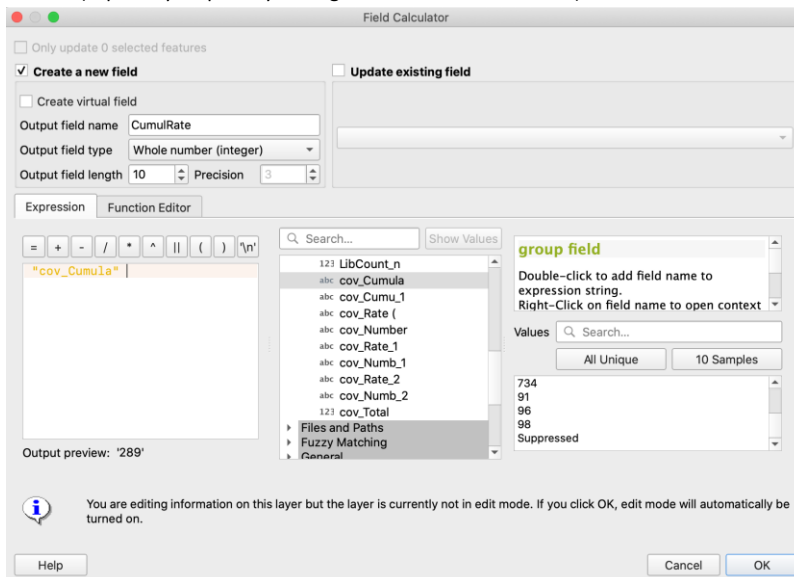 Field Calculator
Only update 0 selected features
Create a new field
Update existing field
Create virtual field
Output field name CumulRate
Output field type Whole number (integer)
Output field length 10 Precision 3
Expression Function Editor
= + - / * ^ || ( ) '\n'
Search... Show Values
"cov_Cumula"
123 LibCount_n
abc cov_Cumula
abc cov_Cumu_1
abc cov_Rate (
abc cov_Number
abc cov_Rate_1
abc cov_Numb_1
abc cov_Rate_2
abc cov_Numb_2
123 cov_Total
Files and Paths
Fuzzy Matching
General
group field
Double-click to add field name to
expression string.
Right-Click on field name to open context
Values Search...
All Unique 10 Samples
734
91
96
98
Suppressed
Output preview: '289'
You are editing information on this layer but the layer is currently not in edit mode. If you click OK, edit mode will automatically be
turned on.
Help Cancel OK